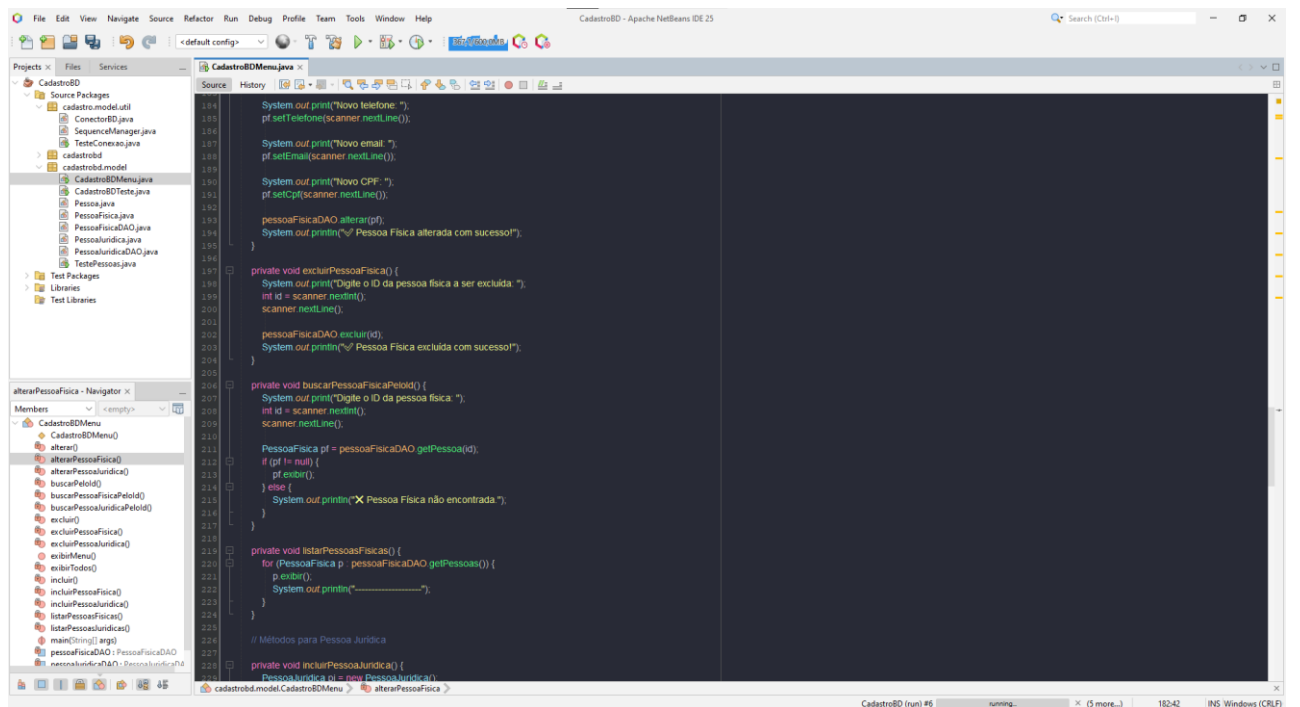 File Edit View Navigate Source Refactor Run Debug Profile Team Tools Window Help
CadastroBD - Apache NetBeans IDE 25
Search (Ctrl+I)
<default config>
Projects Files Services
CadastroBD
Source Packages
cadastro.model.util
ConectorBD.java
SequenceManager.java
TesteConexao.java
cadastrobd
cadastrobd.model
CadastroBDMenu.java
CadastroBDTeste.java
Pessoa.java
PessoaFisica.java
PessoaFisicaDAO.java
PessoaJuridica.java
PessoaJuridicaDAO.java
TestePessoas.java
Test Packages
Libraries
Test Libraries
alterarPessoaFisica - Navigator
Members <empty>
CadastroBDMenu
CadastroBDMenu()
alterar()
alterarPessoaFisica()
alterarPessoaJuridica()
buscarPeloId()
buscarPessoaFisicaPeloId()
buscarPessoaJuridicaPeloId()
excluir()
excluirPessoaFisica()
excluirPessoaJuridica()
exibirMenu()
exibirTodos()
incluir()
incluirPessoaFisica()
incluirPessoaJuridica()
listarPessoasFisicas()
listarPessoasJuridicas()
main(String[] args)
pessoaFisicaDAO : PessoaFisicaDAO
pessoaJuridicaDAO : PessoaJuridicaDA
CadastroBDMenu.java
Source History
184 System.out.print("Novo telefone: ");
185 pf.setTelefone(scanner.nextLine());
186
187 System.out.print("Novo email: ");
188 pf.setEmail(scanner.nextLine());
189
190 System.out.print("Novo CPF: ");
191 pf.setCpf(scanner.nextLine());
192
193 pessoaFisicaDAO.alterar(pf);
194 System.out.println("✅ Pessoa Física alterada com sucesso!");
195 }
196
197 private void excluirPessoaFisica() {
198 System.out.print("Digite o ID da pessoa física a ser excluída: ");
199 int id = scanner.nextInt();
200 scanner.nextLine();
201
202 pessoaFisicaDAO.excluir(id);
203 System.out.println("✅ Pessoa Física excluída com sucesso!");
204 }
205
206 private void buscarPessoaFisicaPeloId() {
207 System.out.print("Digite o ID da pessoa física: ");
208 int id = scanner.nextInt();
209 scanner.nextLine();
210
211 PessoaFisica pf = pessoaFisicaDAO.getPessoa(id);
212 if (pf != null) {
213 pf.exibir();
214 } else {
215 System.out.println("❌ Pessoa Física não encontrada.");
216 }
217 }
218
219 private void listarPessoasFisicas() {
220 for (PessoaFisica p : pessoaFisicaDAO.getPessoas()) {
221 p.exibir();
222 System.out.println("----------------------");
223 }
224 }
225
226 // Métodos para Pessoa Jurídica
227
228 private void incluirPessoaJuridica() {
229 PessoaJuridica pj = new PessoaJuridica();
cadastrobd.model.CadastroBDMenu alterarPessoaFisica
CadastroBD (run) #6 running... (5 more...) 182:42 INS Windows (CRLF)